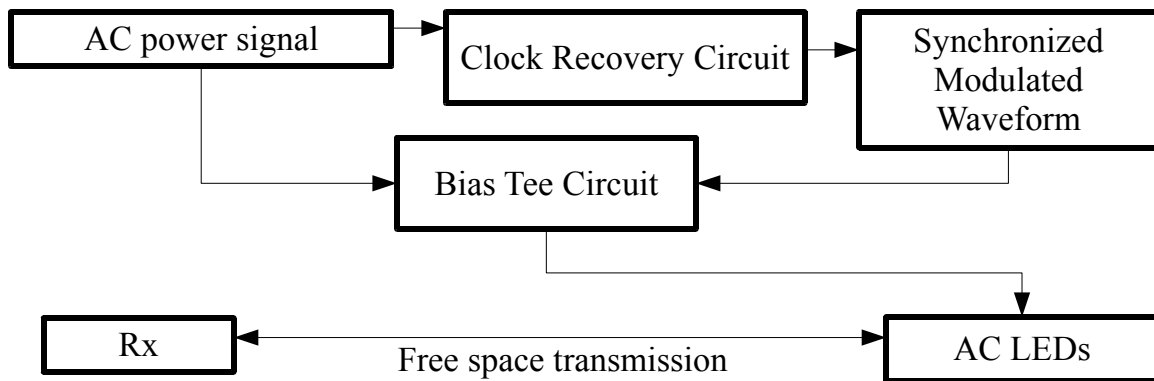 AC power signal
Clock Recovery Circuit
Synchronized
Modulated
Waveform
Bias Tee Circuit
Rx
Free space transmission
AC LEDs